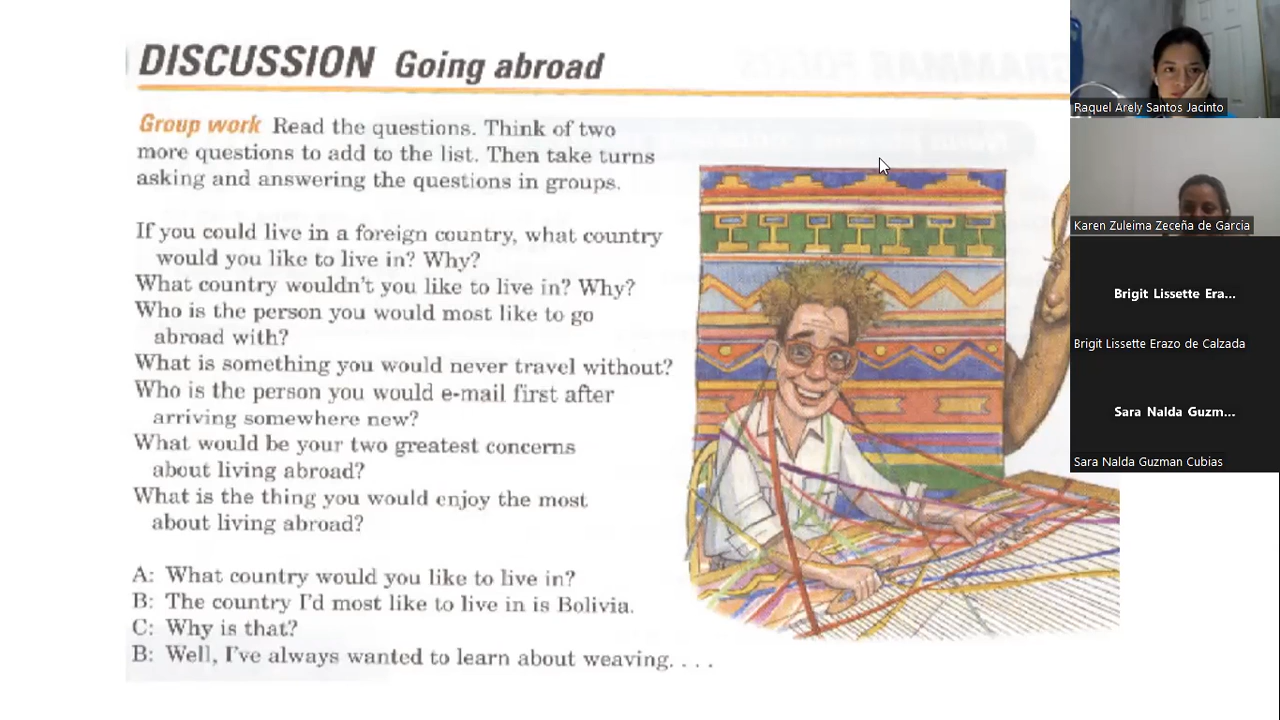 DISCUSSION Going abroad
Group work Read the questions. Think of two
more questions to add to the list. Then take turns
asking and answering the questions in groups.
If you could live in a foreign country, what country
would you like to live in? Why?
What country wouldn't you like to live in? Why?
Who is the person you would most like to go
abroad with?
What is something you would never travel without?
Who is the person you would e-mail first after
arriving somewhere new?
What would be your two greatest concerns
about living abroad?
What is the thing you would enjoy the most
about living abroad?
A: What country would you like to live in?
B: The country I'd most like to live in is Bolivia.
C: Why is that?
B: Well, I've always wanted to learn about weaving. . . .
Raquel Arely Santos Jacinto
Karen Zuleima Zeceña de Garcia
Brigit Lissette Era...
Brigit Lissette Erazo de Calzada
Sara Nalda Guzm...
Sara Nalda Guzman Cubias